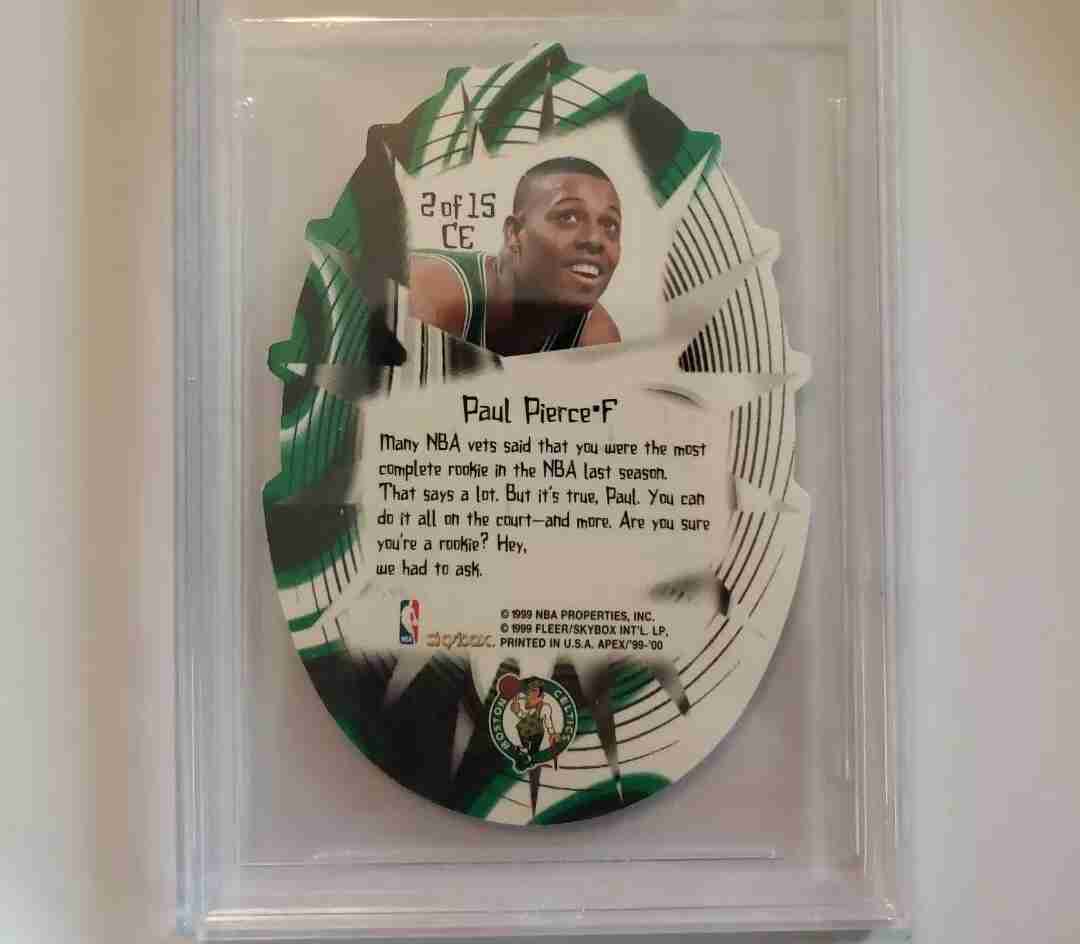 2 of 15
CE
Paul Pierce•F
Many NBA vets said that you were the most
complete rookie in the NBA last season.
That says a lot. But it's true, Paul. You can
do it all on the court—and more. Are you sure
you're a rookie? Hey,
we had to ask.
© 1999 NBA PROPERTIES, INC.
© 1999 FLEER/SKYBOX INT'L. LP.
NBA skybox. PRINTED IN U.S.A. APEX/'99-'00
BOSTON CELTICS